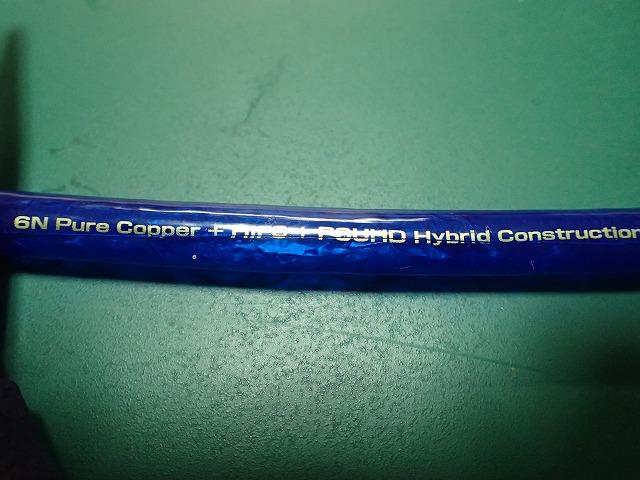 6N Pure Copper + Hybrid Construction